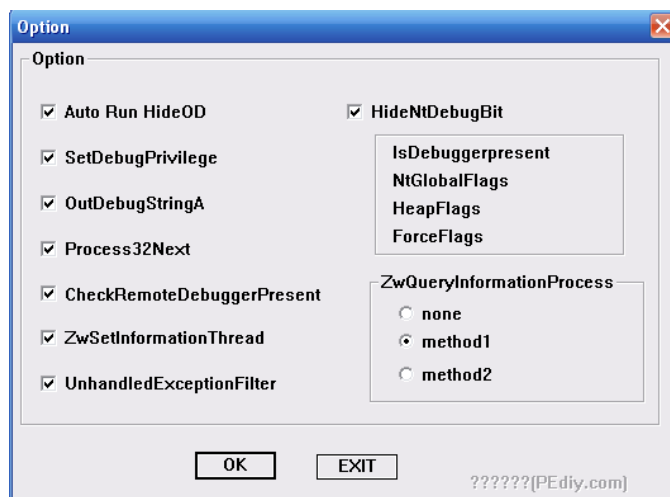 Option
Option
Auto Run HideOD
SetDebugPrivilege
OutDebugStringA
Process32Next
CheckRemoteDebuggerPresent
ZwSetInformationThread
UnhandledExceptionFilter
HideNtDebugBit
IsDebuggerpresent
NtGlobalFlags
HeapFlags
ForceFlags
ZwQueryInformationProcess
none
method1
method2
OK
EXIT
??????(PEdiy.com)